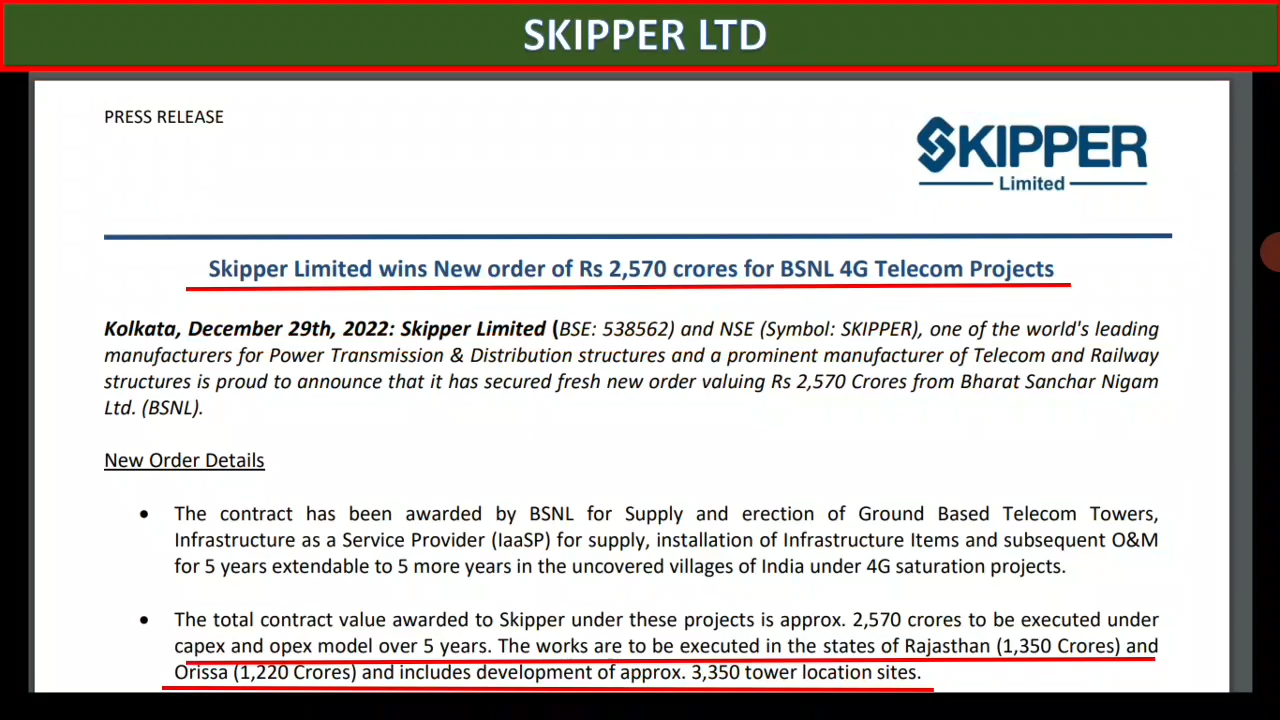 SKIPPER LTD
PRESS RELEASE
SKIPPER
Limited
Skipper Limited wins New order of Rs 2,570 crores for BSNL 4G Telecom Projects
Kolkata, December 29th, 2022: Skipper Limited (BSE: 538562) and NSE (Symbol: SKIPPER), one of the world's leading
manufacturers for Power Transmission & Distribution structures and a prominent manufacturer of Telecom and Railway
structures is proud to announce that it has secured fresh new order valuing Rs 2,570 Crores from Bharat Sanchar Nigam
Ltd. (BSNL).
New Order Details
• The contract has been awarded by BSNL for Supply and erection of Ground Based Telecom Towers,
Infrastructure as a Service Provider (IaaSP) for supply, installation of Infrastructure Items and subsequent O&M
for 5 years extendable to 5 more years in the uncovered villages of India under 4G saturation projects.
• The total contract value awarded to Skipper under these projects is approx. 2,570 crores to be executed under
capex and opex model over 5 years. The works are to be executed in the states of Rajasthan (1,350 Crores) and
Orissa (1,220 Crores) and includes development of approx. 3,350 tower location sites.